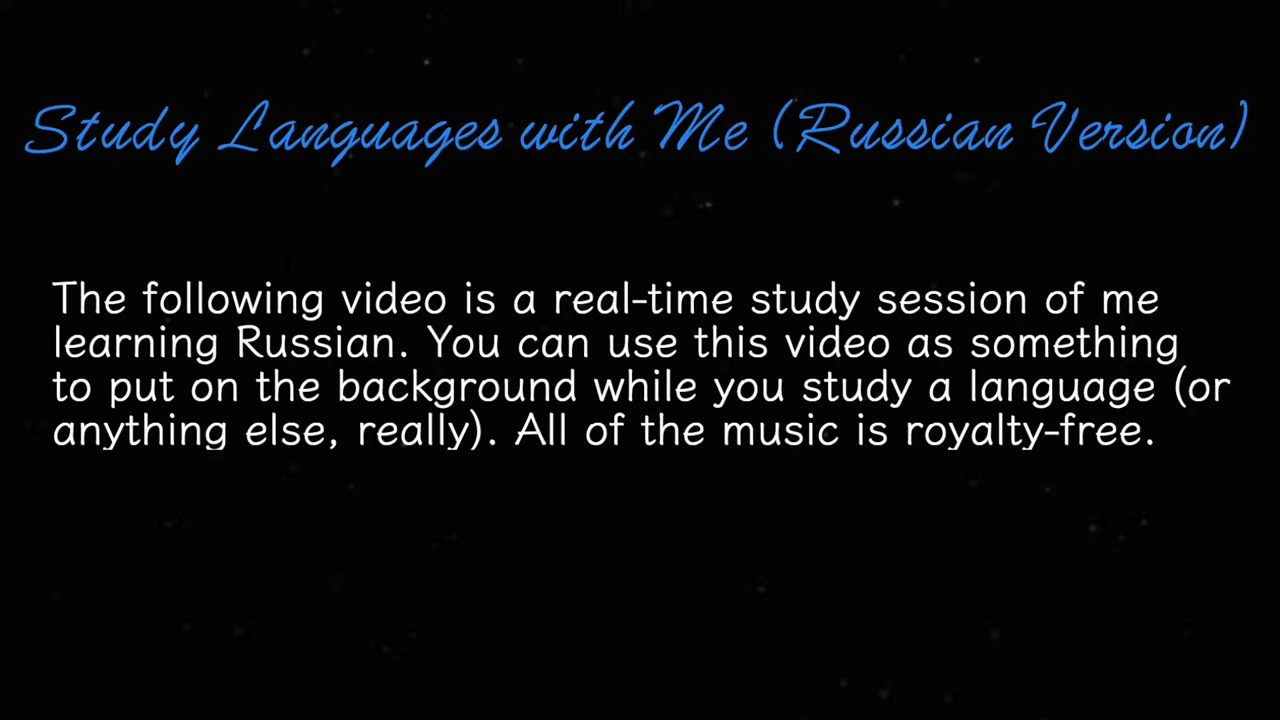 Study Languages with Me (Russian Version)
The following video is a real-time study session of me
learning Russian. You can use this video as something
to put on the background while you study a language (or
anything else, really). All of the music is royalty-free.